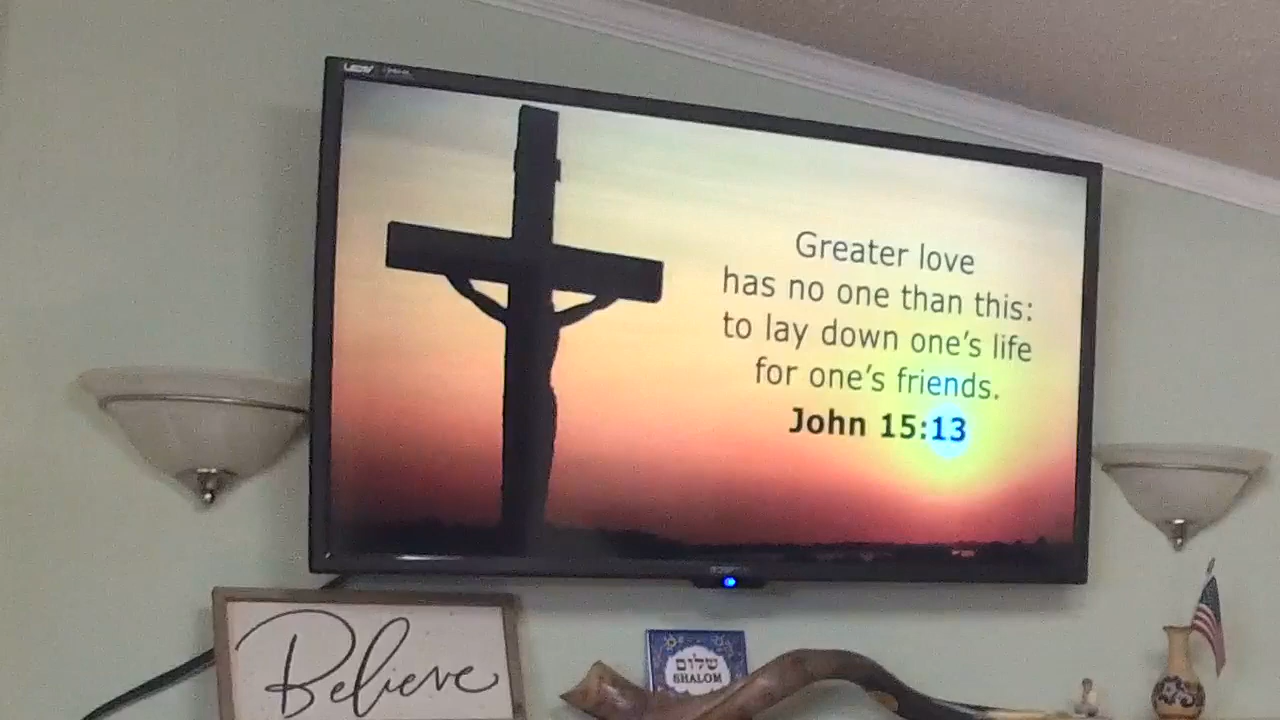 Greater love
has no one than this:
to lay down one's life
for one's friends.
John 15:13
Believe
שלום
SHALOM